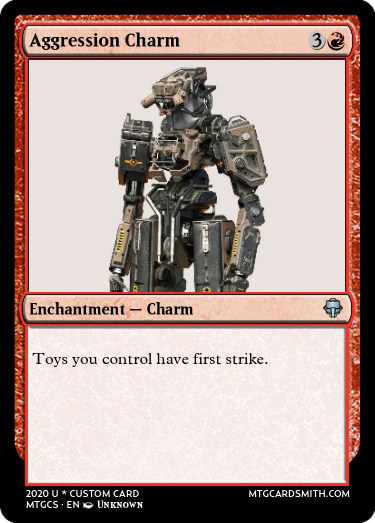 Aggression Charm 3
Enchantment — Charm
Toys you control have first strike.
2020 U * CUSTOM CARD
MTGCARDSMITH.COM
MTGCS · EN Unknown